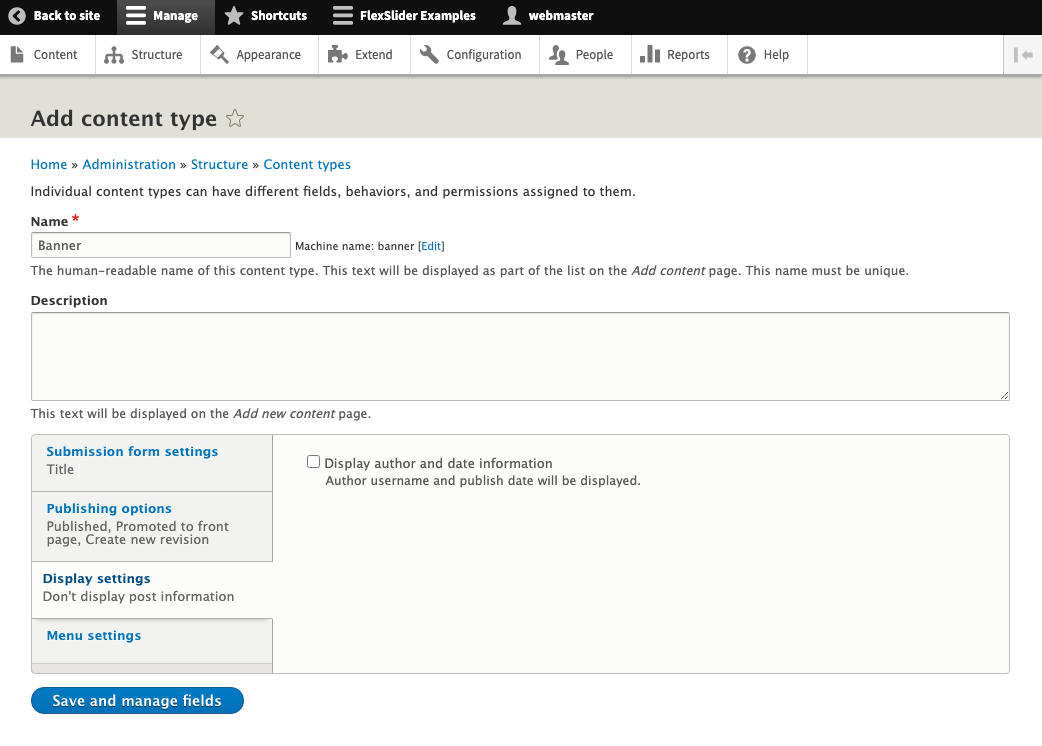 Back to site Manage Shortcuts FlexSlider Examples webmaster
Content Structure Appearance Extend Configuration People Reports Help
Add content type
Home » Administration » Structure » Content types
Individual content types can have different fields, behaviors, and permissions assigned to them.
Name *
Banner Machine name: banner [Edit]
The human-readable name of this content type. This text will be displayed as part of the list on the Add content page. This name must be unique.
Description
This text will be displayed on the Add new content page.
Submission form settings
Title
Publishing options
Published, Promoted to front
page, Create new revision
Display settings
Don't display post information
Menu settings
Display author and date information
Author username and publish date will be displayed.
Save and manage fields